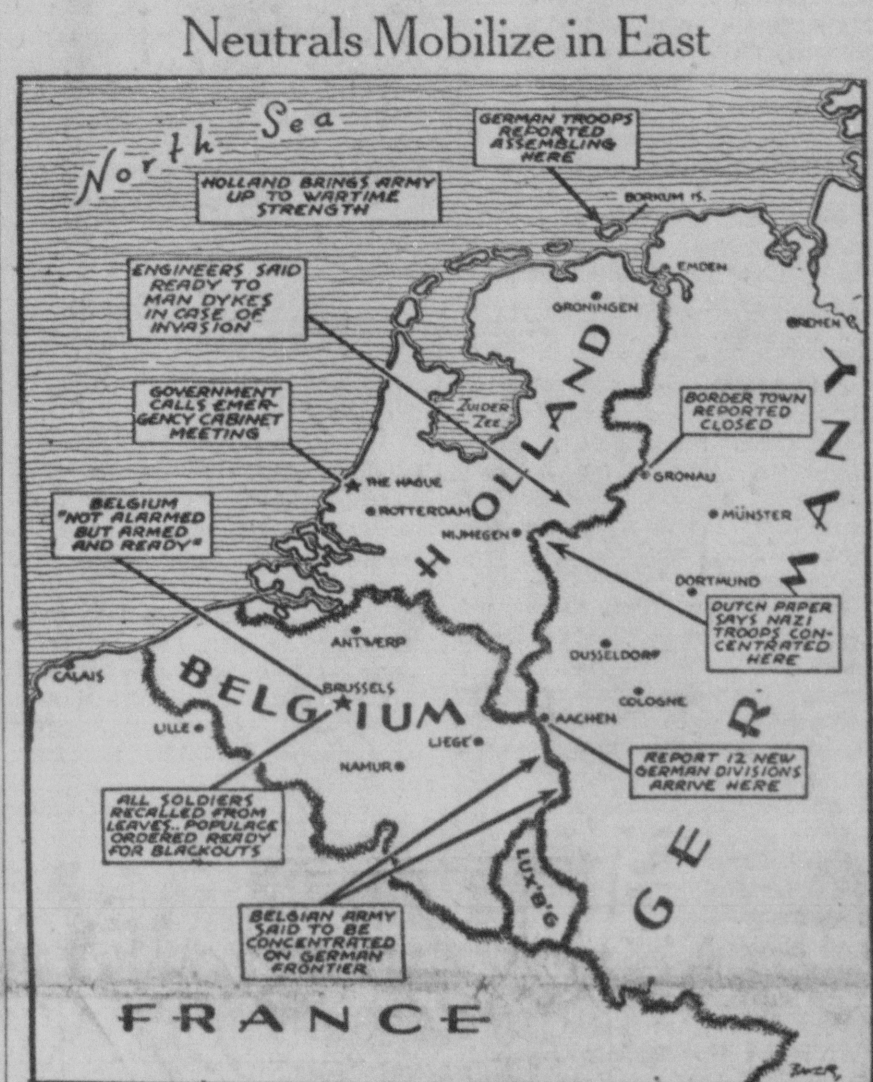 Neutrals Mobilize in East
North Sea
GERMAN TROOPS
REPORTED
ASSEMBLING
HERE
HOLLAND BRINGS ARMY
UP TO WARTIME
STRENGTH
BORKUM IS.
ENGINEERS SAID
READY TO
MAN DYKES
IN CASE OF
INVASION
EMDEN
GRONINGEN
BREMEN
HOLLAND
GERMANY
GOVERNMENT
CALLS EMER-
GENCY CABINET
MEETING
ZUIDER
ZEE
BORDER TOWN
REPORTED
CLOSED
THE HAGUE
GRONAU
BELGIUM
"NOT ALARMED
BUT ARMED
AND READY"
ROTTERDAM
NIJMEGEN
MÜNSTER
DORTMUND
DUTCH PAPER
SAYS NAZI
TROOPS CON-
CENTRATED
HERE
ANTWERP
DUSSELDORF
CALAIS
BELGIUM
BRUSSELS
COLOGNE
AACHEN
LILLE
LIEGE
NAMUR
REPORT 12 NEW
GERMAN DIVISIONS
ARRIVE HERE
ALL SOLDIERS
RECALLED FROM
LEAVES.. POPULACE
ORDERED READY
FOR BLACKOUTS
LUX'B'G
BELGIAN ARMY
SAID TO BE
CONCENTRATED
ON GERMAN
FRONTIER
FRANCE